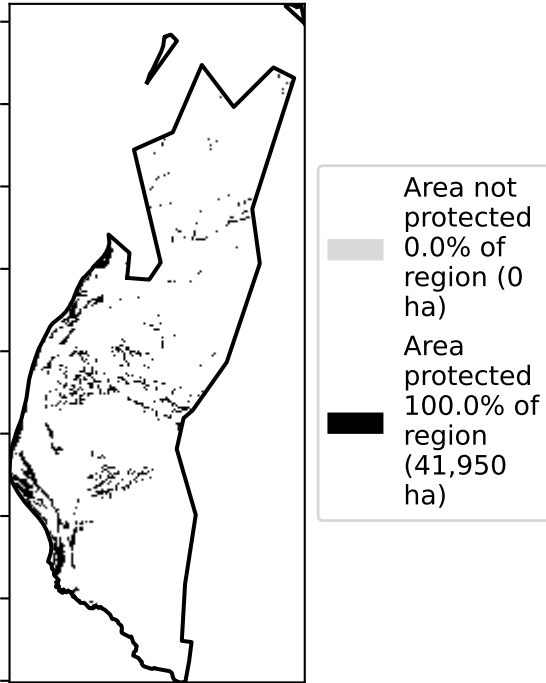 Area not
protected
0.0% of
region (0
ha)
Area
protected
100.0% of
region
(41,950
ha)